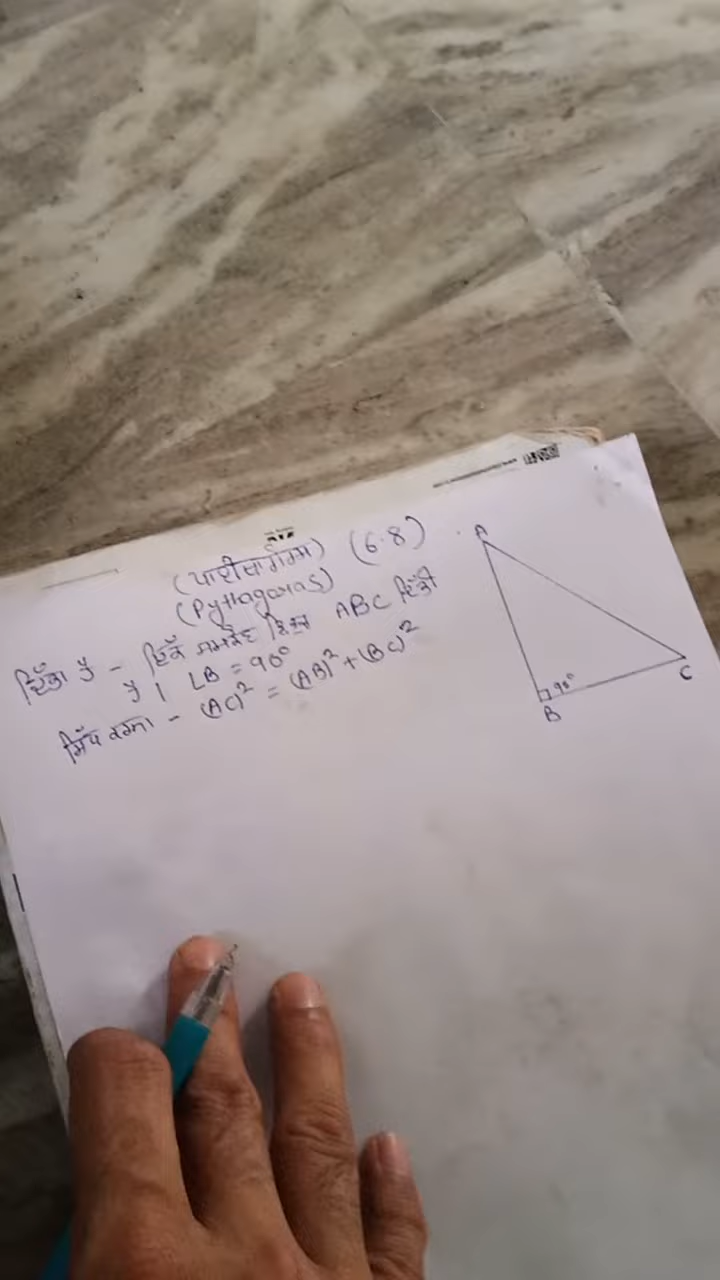 (ਪਾਈਥਾਗੋਰਸ) (6.8)
(Pythagoras)
ਦਿੱਤਾ ਹੈ - ਇੱਕ ਸਮਕੋਣ ਤ੍ਰਿਭੁਜ ABC ਦਿੱਤੀ
ਹੈ । ∠B = 90°
ਸਿੱਧ ਕਰਨਾ - (AC)² = (AB)² + (BC)²
A
B
90°
C